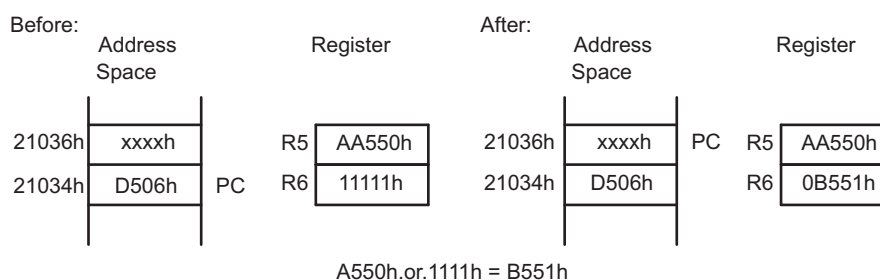 Before:
Address
Space
Register
21036h xxxxh
21034h D506h PC
R5 AA550h
R6 11111h
After:
Address
Space
Register
21036h xxxxh PC
21034h D506h
R5 AA550h
R6 0B551h
A550h.or.1111h = B551h